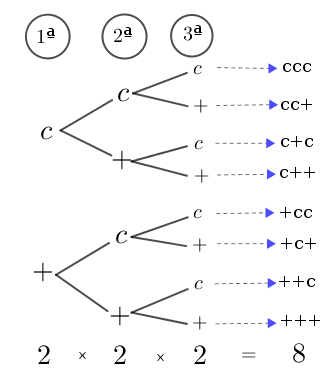 1ª 2ª 3ª
c ccc
c
+ cc+
c
c c+c
+
+ c++
c +cc
c
+ +c+
+
c ++c
+
+ +++
2 × 2 × 2 = 8